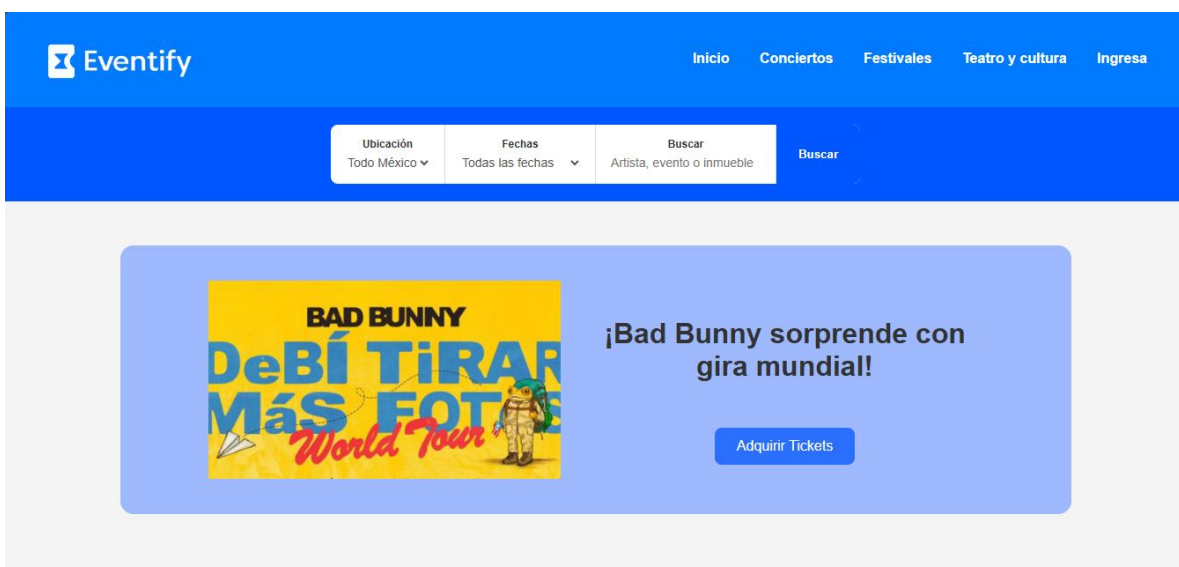 Eventify
Inicio Conciertos Festivales Teatro y cultura Ingresa
Ubicación Fechas Buscar
Todo México Todas las fechas Artista, evento o inmueble Buscar
BAD BUNNY
DeBÍ TiRAR
MáS FOTOS
World Tour
¡Bad Bunny sorprende con
gira mundial!
Adquirir Tickets